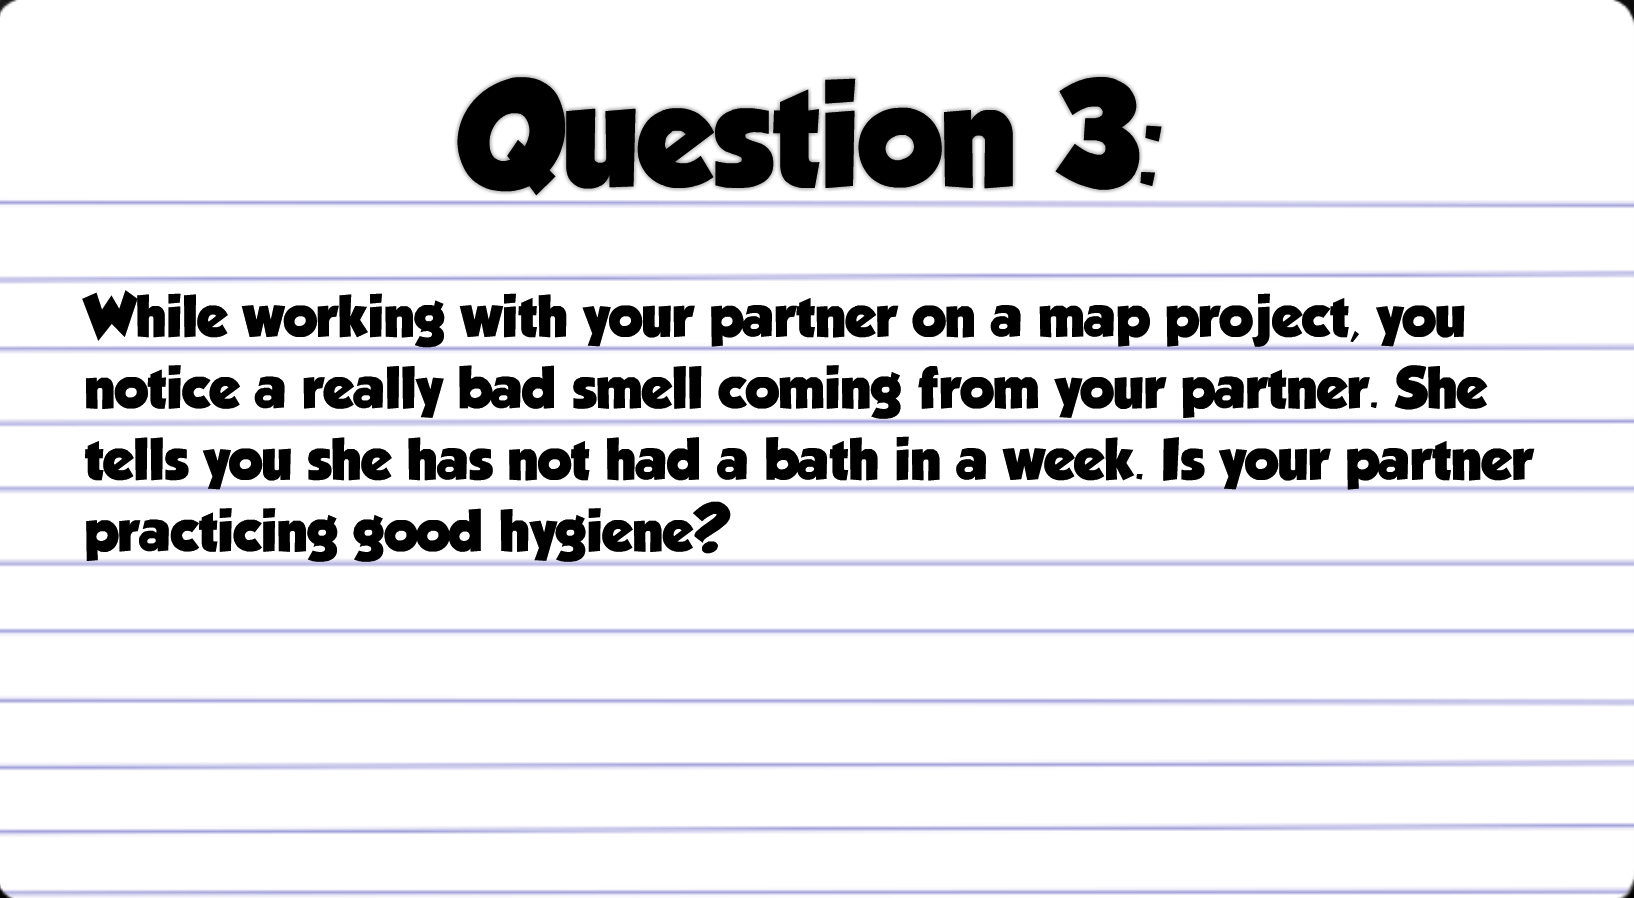 Question 3:
While working with your partner on a map project, you
notice a really bad smell coming from your partner. She
tells you she has not had a bath in a week. Is your partner
practicing good hygiene?